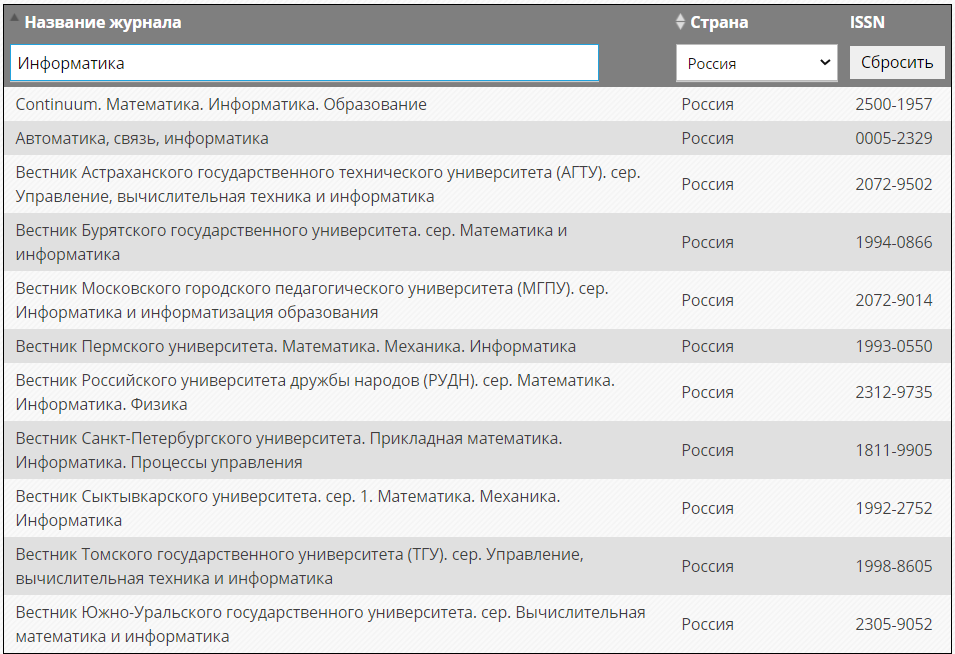 Название журнала Страна ISSN
Информатика Россия Сбросить
Continuum. Математика. Информатика. Образование Россия 2500-1957
Автоматика, связь, информатика Россия 0005-2329
Вестник Астраханского государственного технического университета (АГТУ). сер.
Управление, вычислительная техника и информатика
Россия 2072-9502
Вестник Бурятского государственного университета. сер. Математика и
информатика
Россия 1994-0866
Вестник Московского городского педагогического университета (МГПУ). сер.
Информатика и информатизация образования
Россия 2072-9014
Вестник Пермского университета. Математика. Механика. Информатика Россия 1993-0550
Вестник Российского университета дружбы народов (РУДН). сер. Математика.
Информатика. Физика
Россия 2312-9735
Вестник Санкт-Петербургского университета. Прикладная математика.
Информатика. Процессы управления
Россия 1811-9905
Вестник Сыктывкарского университета. сер. 1. Математика. Механика.
Информатика
Россия 1992-2752
Вестник Томского государственного университета (ТГУ). сер. Управление,
вычислительная техника и информатика
Россия 1998-8605
Вестник Южно-Уральского государственного университета. сер. Вычислительная
математика и информатика
Россия 2305-9052